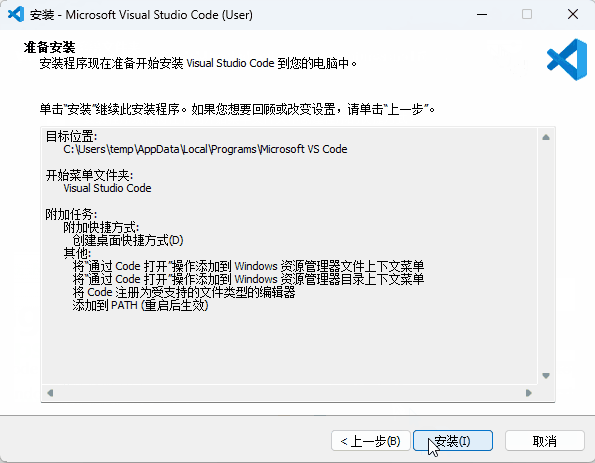 安装 - Microsoft Visual Studio Code (User)
准备安装
安装程序现在准备开始安装 Visual Studio Code 到您的电脑中。
单击“安装”继续此安装程序。如果您想要回顾或改变设置，请单击“上一步”。
目标位置:
C:\Users\temp\AppData\Local\Programs\Microsoft VS Code
开始菜单文件夹:
Visual Studio Code
附加任务:
附加快捷方式:
创建桌面快捷方式(D)
其他:
将“通过 Code 打开”操作添加到 Windows 资源管理器文件上下文菜单
将“通过 Code 打开”操作添加到 Windows 资源管理器目录上下文菜单
将 Code 注册为受支持的文件类型的编辑器
添加到 PATH (重启后生效)
< 上一步(B) 安装(I) 取消